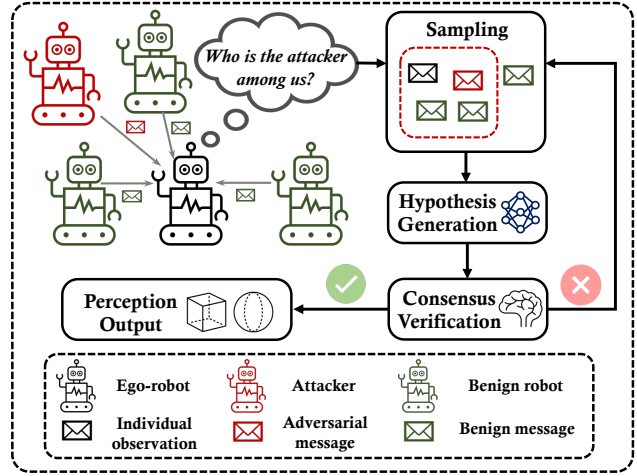 Who is the attacker
among us?
Sampling
Hypothesis
Generation
Perception
Output
Consensus
Verification
Ego-robot
Attacker
Benign robot
Individual
observation
Adversarial
message
Benign message